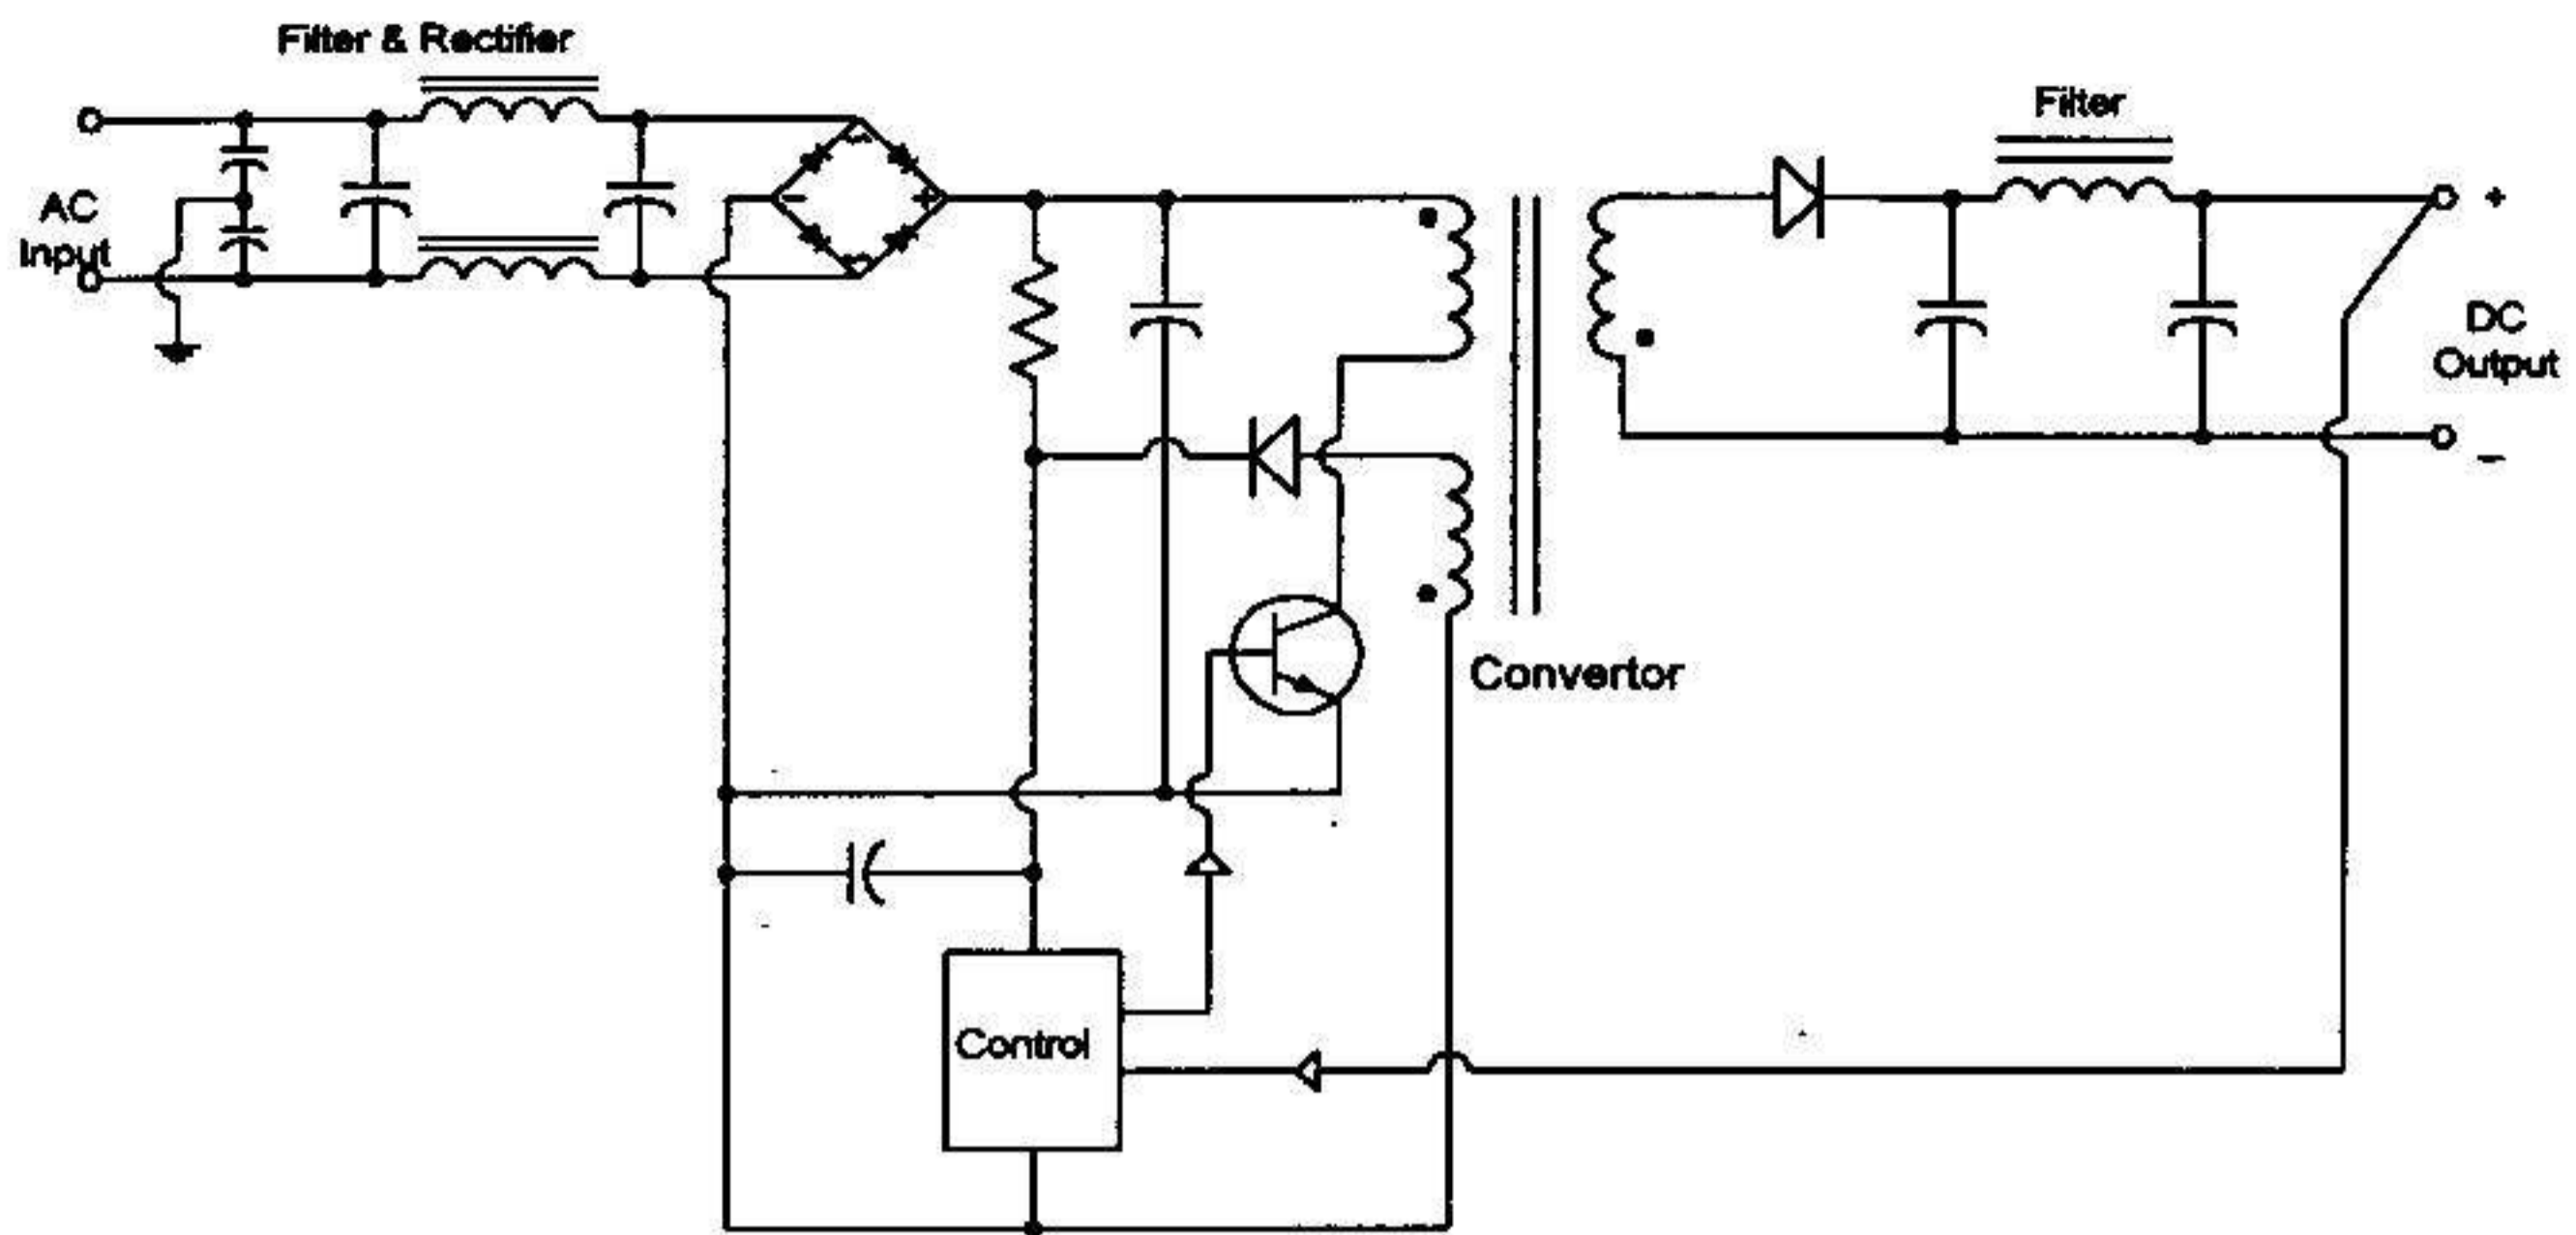 Filter & Rectifier
Filter
AC
Input
+
DC
Output
−
Convertor
Control